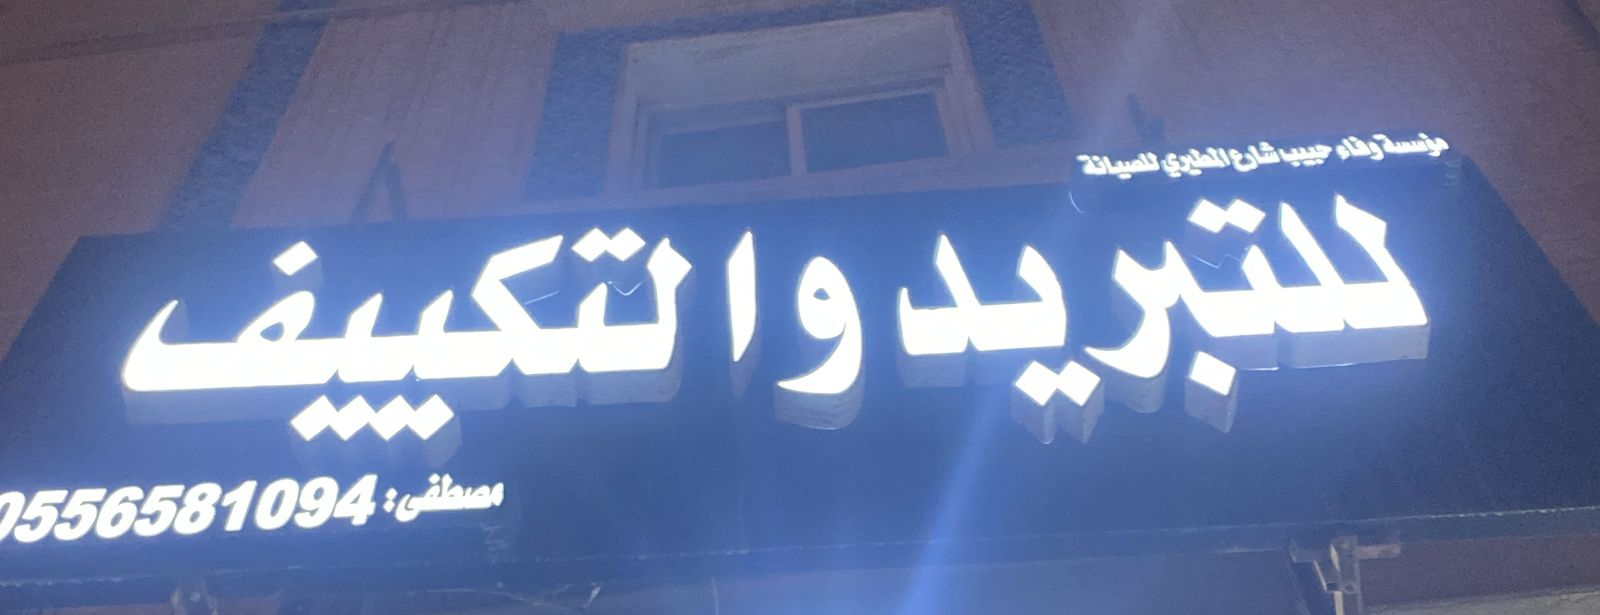 مؤسسة وفاء حبيب شارع المطيري للصيانة
للتبريد والتكييف
مصطفى: 0556581094